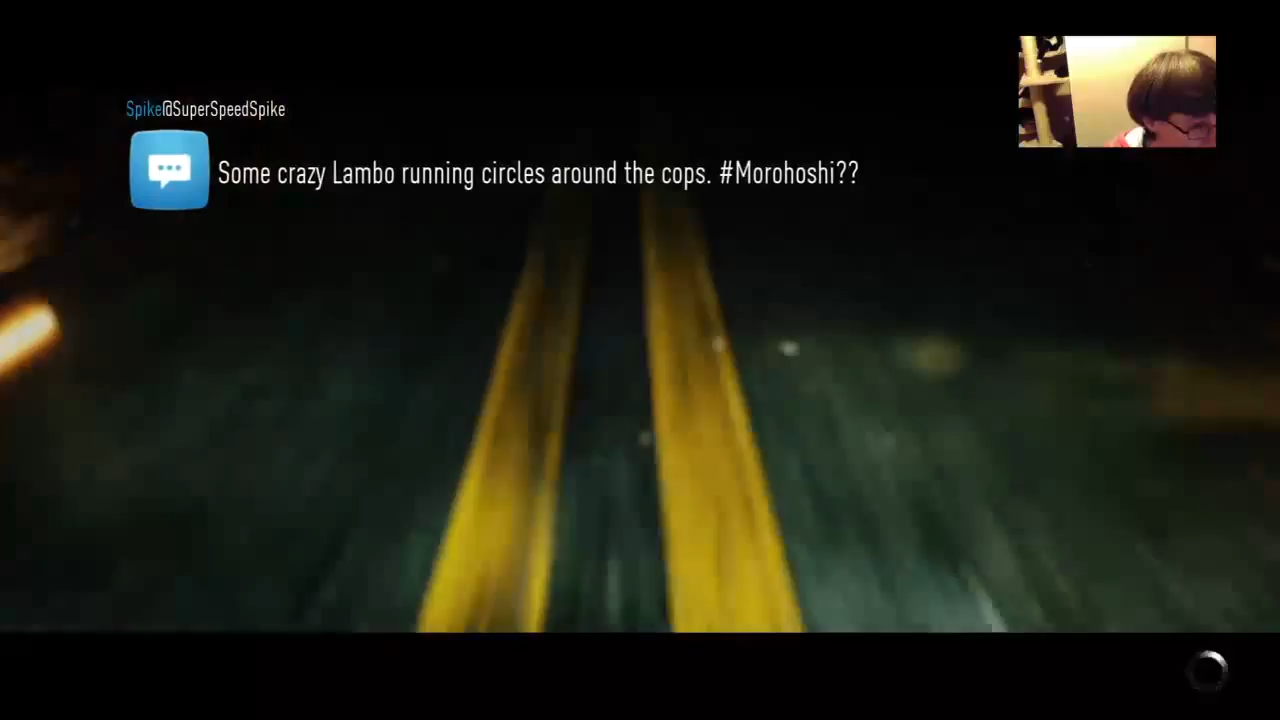 Spike@SuperSpeedSpike
Some crazy Lambo running circles around the cops. #Morohoshi??